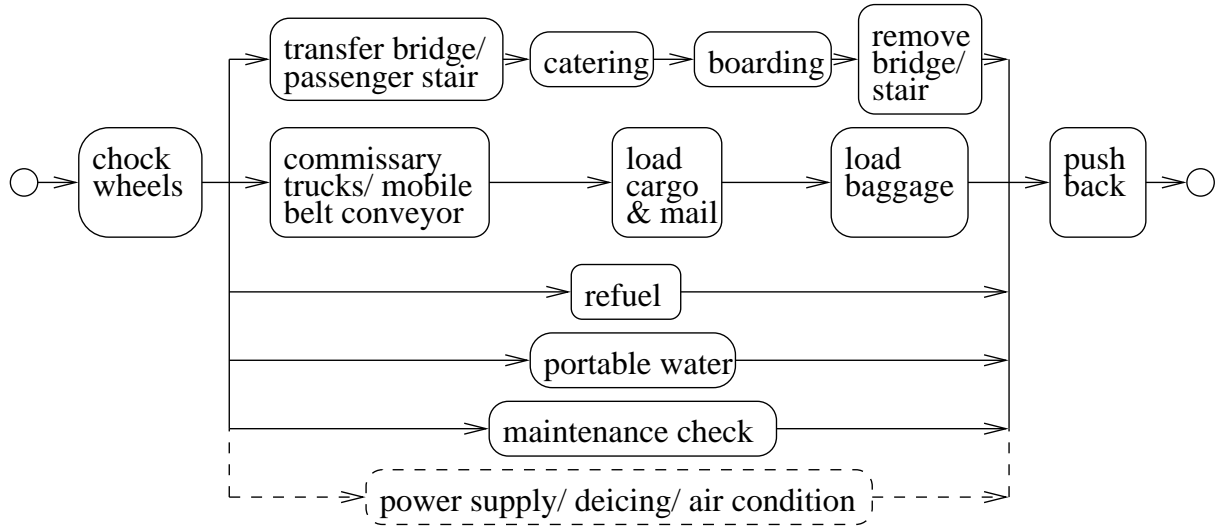 transfer bridge/
passenger stair
catering
boarding
remove
bridge/
stair
chock
wheels
commissary
trucks/ mobile
belt conveyor
load
cargo
& mail
load
baggage
push
back
refuel
portable water
maintenance check
power supply/ deicing/ air condition